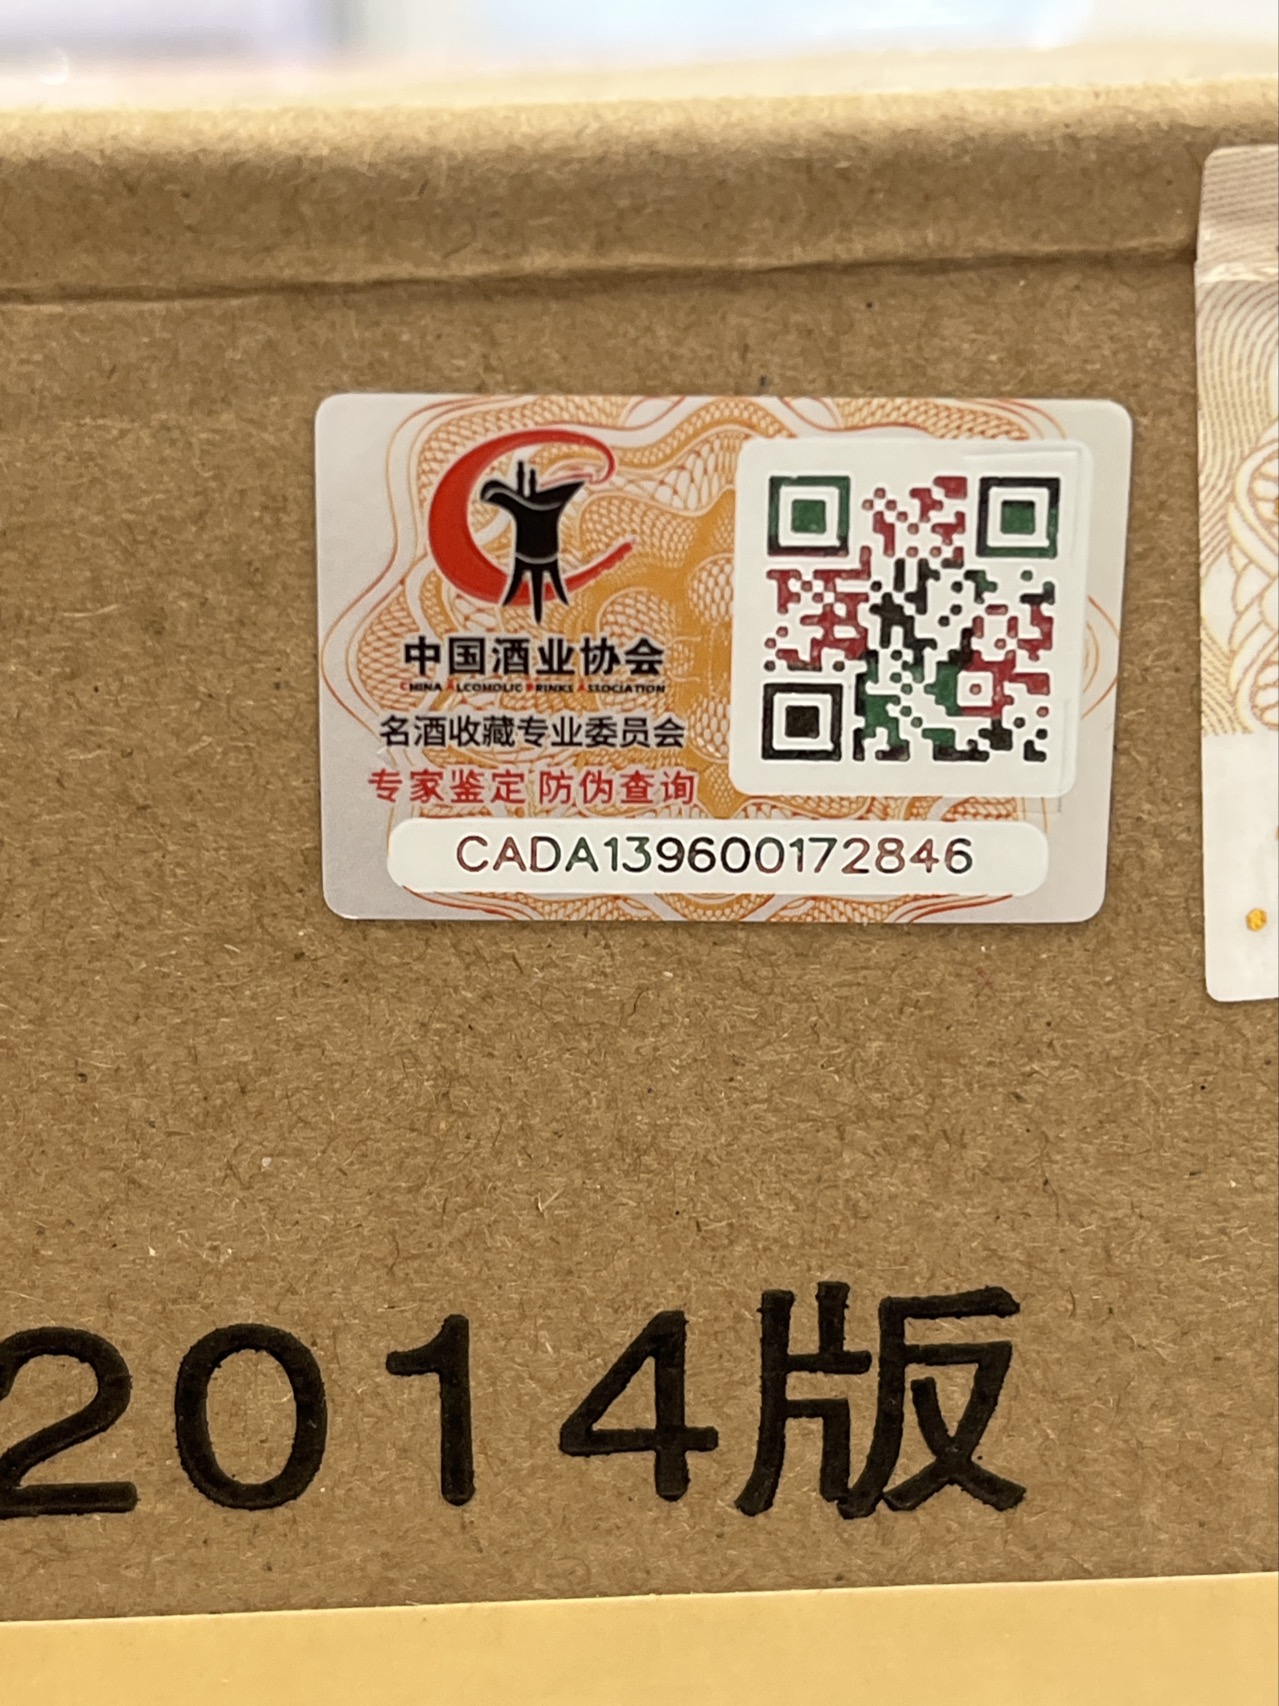 中国酒业协会
CHINA ALCOHOLIC DRINKS ASSOCIATION
名酒收藏专业委员会
专家鉴定 防伪查询
CADA139600172846
2014版